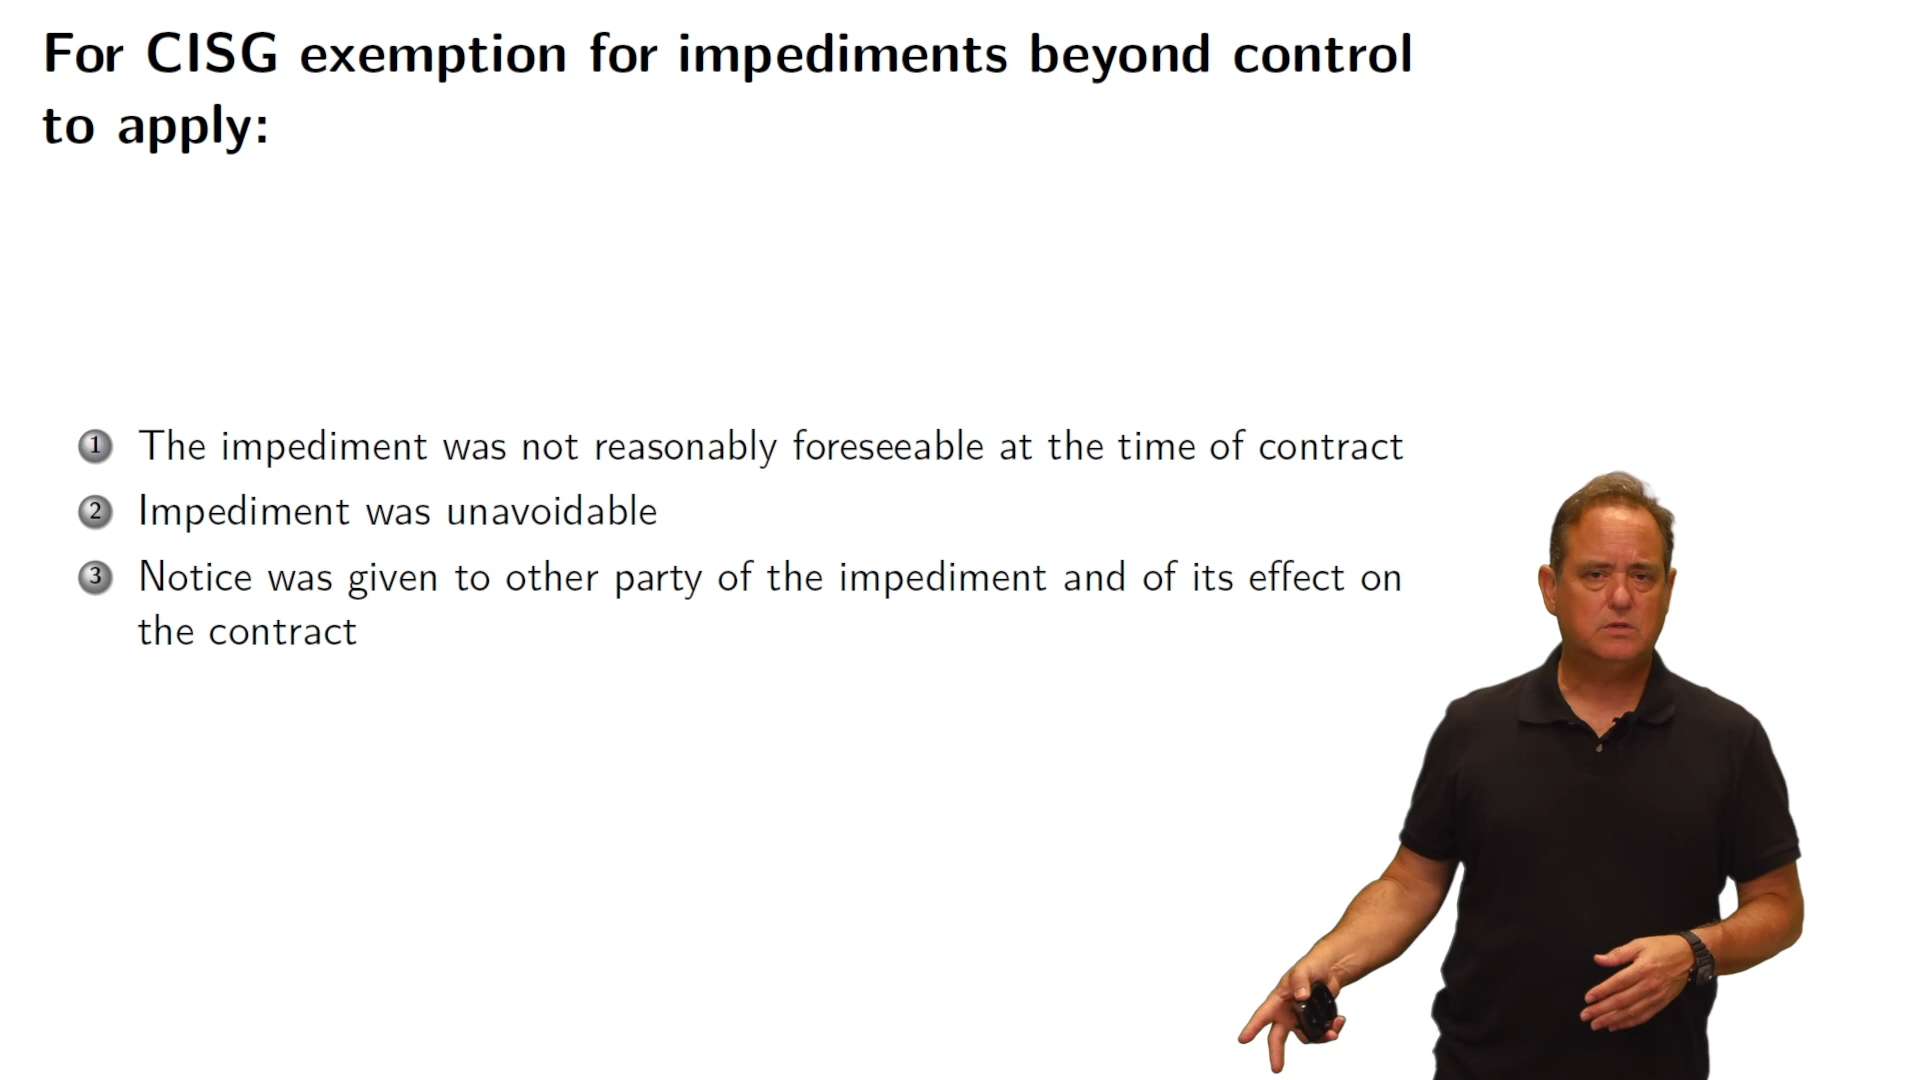 For CISG exemption for impediments beyond control
to apply:
1 The impediment was not reasonably foreseeable at the time of contract
2 Impediment was unavoidable
3 Notice was given to other party of the impediment and of its effect on
the contract